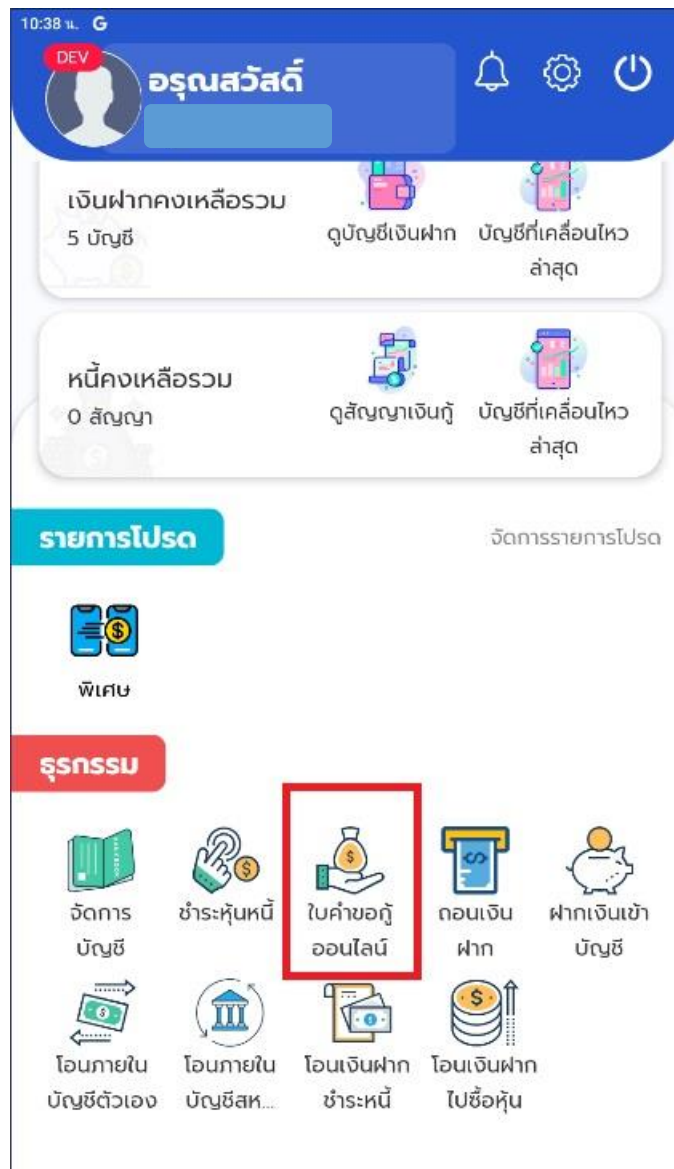 10:38 น. G
DEV
อรุณสวัสดิ์
เงินฝากคงเหลือรวม
5 บัญชี
ดูบัญชีเงินฝาก
บัญชีที่เคลื่อนไหว
ล่าสุด
หนี้คงเหลือรวม
0 สัญญา
ดูสัญญาเงินกู้
บัญชีที่เคลื่อนไหว
ล่าสุด
รายการโปรด
จัดการรายการโปรด
พิเศษ
ธุรกรรม
จัดการ
บัญชี
ชำระหุ้นหนี้
ใบคำขอกู้
ออนไลน์
ถอนเงิน
ฝาก
ฝากเงินเข้า
บัญชี
โอนภายใน
บัญชีตัวเอง
โอนภายใน
บัญชีสห...
โอนเงินฝาก
ชำระหนี้
โอนเงินฝาก
ไปซื้อหุ้น